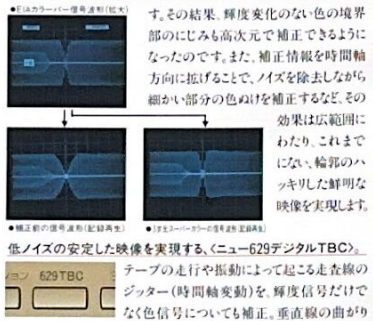 ●EIAカラーバー信号波形(拡大)
す。その結果、輝度変化のない色の境界
部のにじみも高次元で補正できるように
なったのです。また、補正情報を時間軸
方向に拡げることで、ノイズを除去しながら
細かい部分の色ぬけを補正するなど、その
効果は広範囲に
わたり、これまで
にない、輪郭のハ
ッキリした鮮明な
映像を実現します。
●補正前の信号波形(記録再生)
スーパーカラーの信号波形(記録再生)
低ノイズの安定した映像を実現する、〈ニュー629デジタルTBC〉。
ション 629TBC
テープの走行や振動によって起こる走査線の
ジッター(時間軸変動)を、輝度信号だけで
なく色信号についても補正。垂直線の曲がり